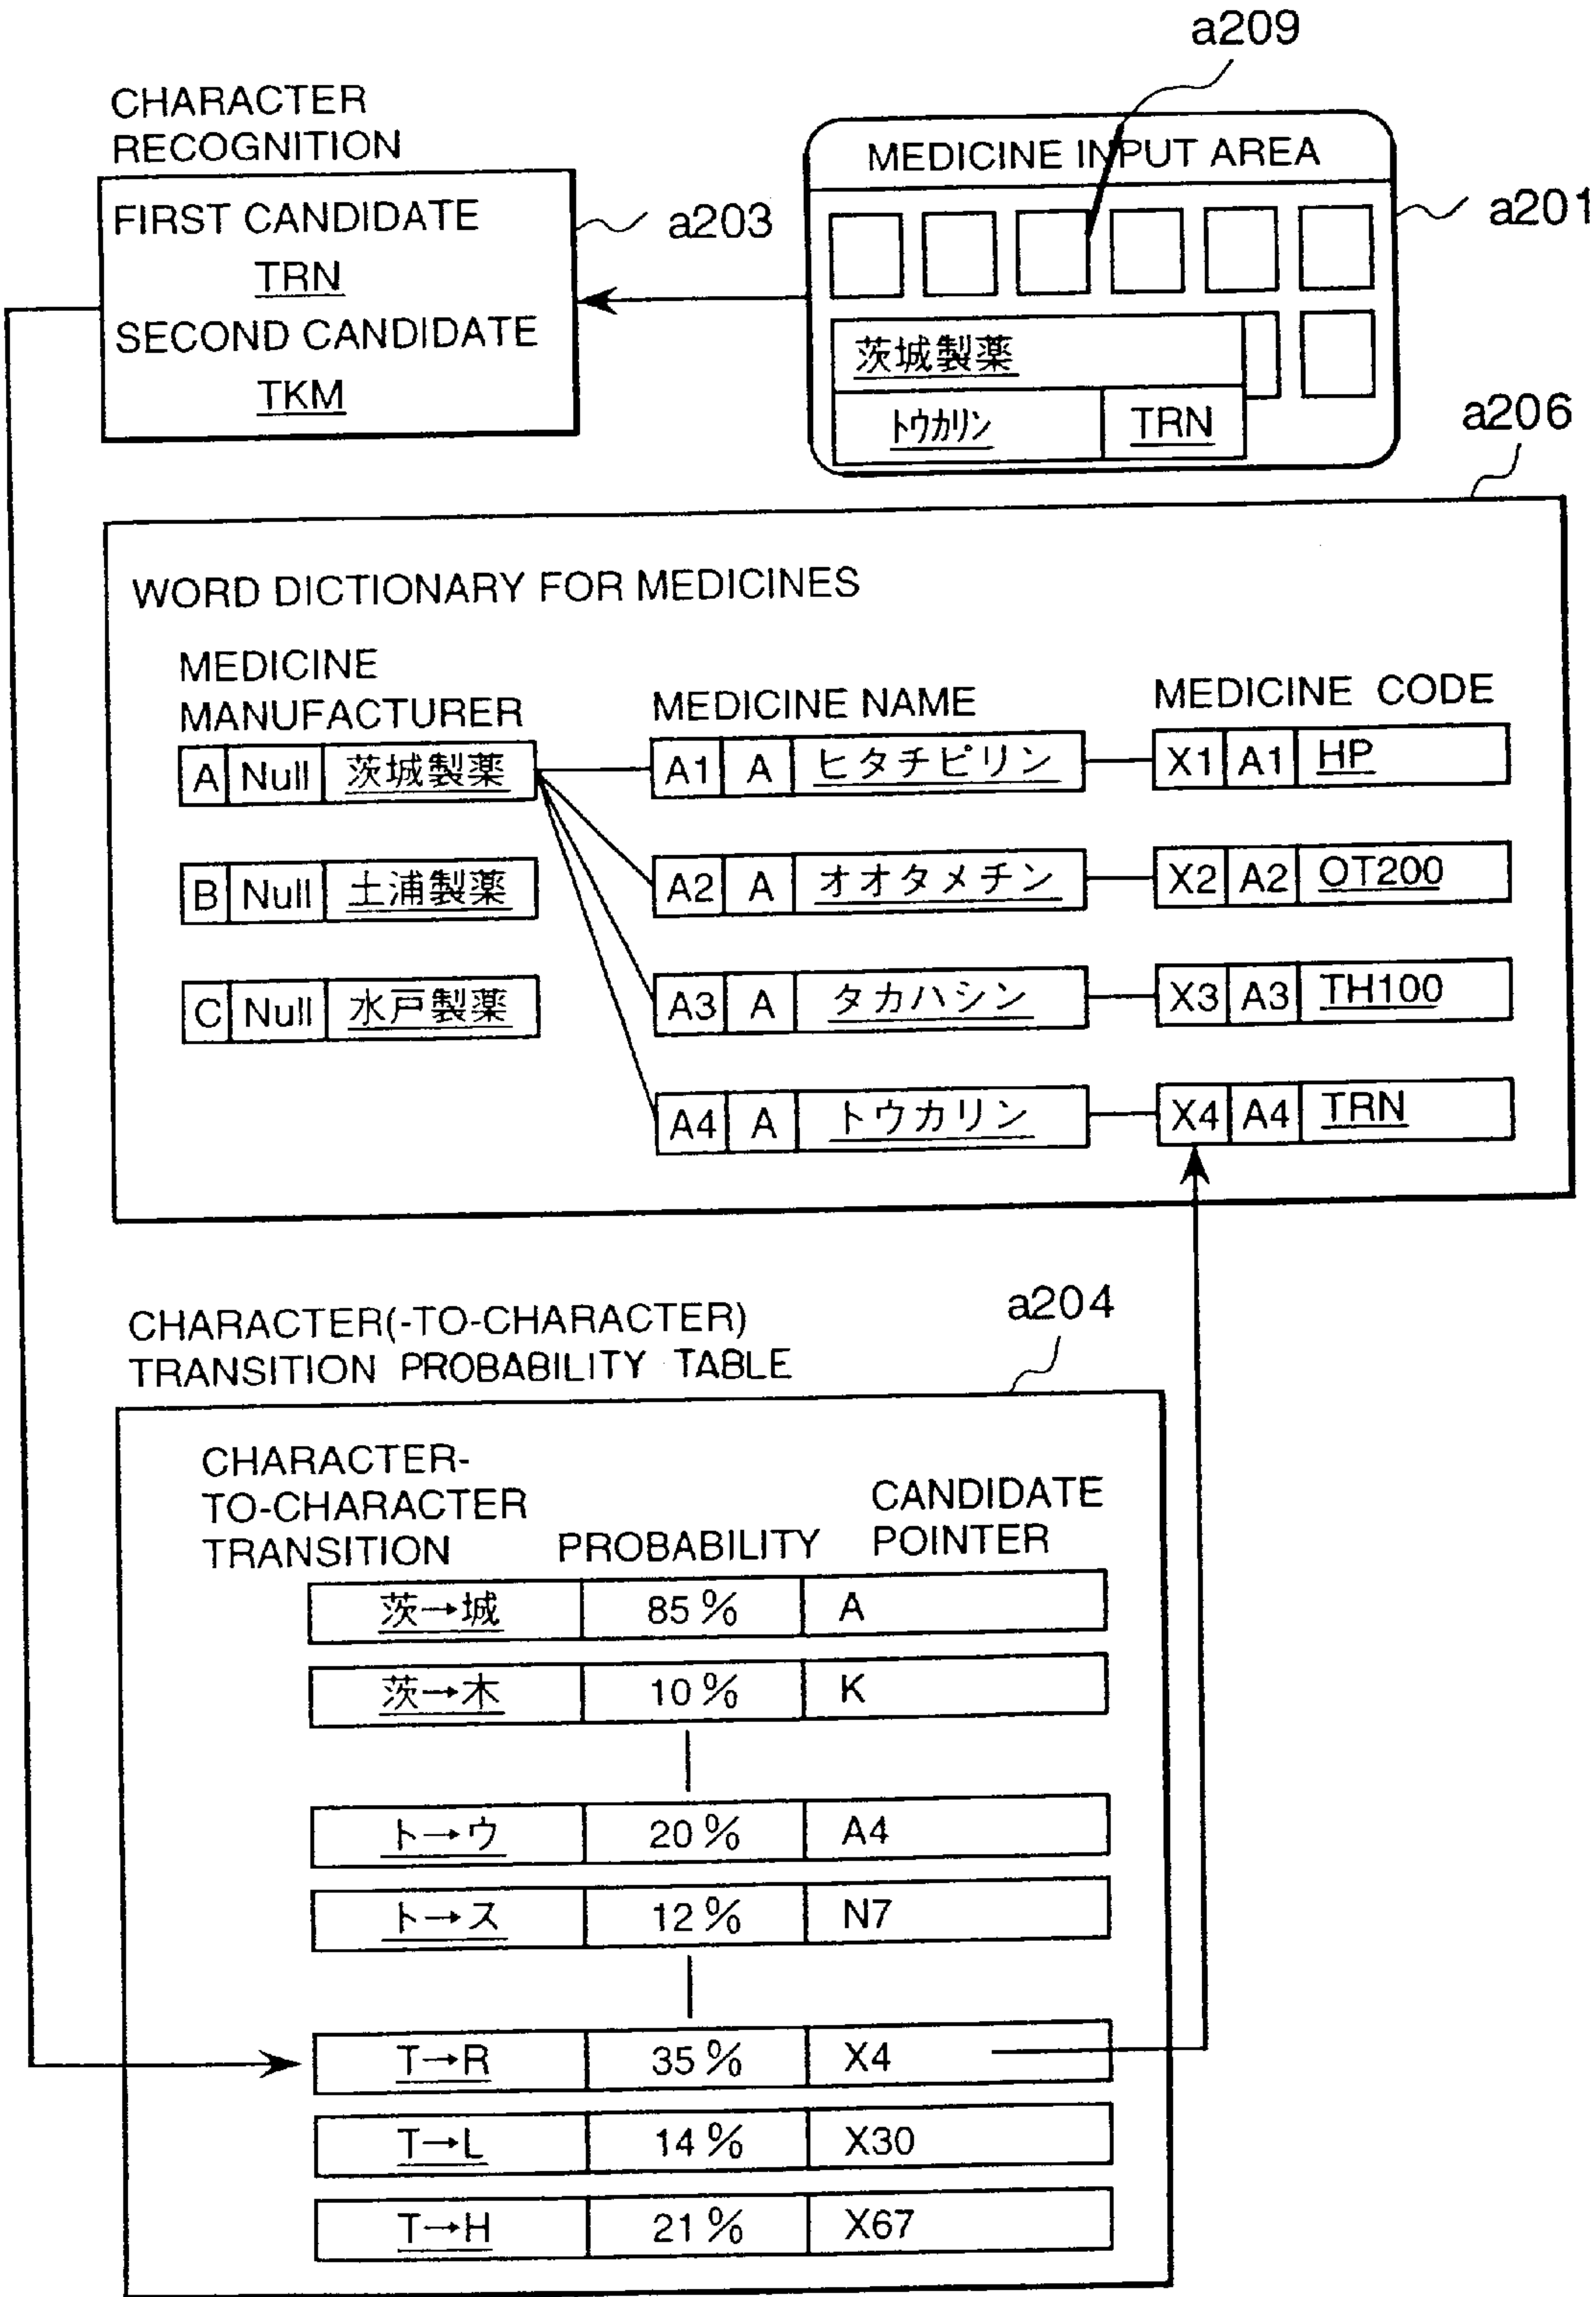 a209
CHARACTER
RECOGNITION
FIRST CANDIDATE
TRN
SECOND CANDIDATE
TKM
a203
MEDICINE INPUT AREA
a201
茨城製薬
トウカリン TRN
a206
WORD DICTIONARY FOR MEDICINES
MEDICINE
MANUFACTURER
MEDICINE NAME
MEDICINE CODE
A Null 茨城製薬 A1 A ヒタチピリン X1 A1 HP
B Null 土浦製薬 A2 A オオタメチン X2 A2 OT200
C Null 水戸製薬 A3 A タカハシン X3 A3 TH100
A4 A トウカリン X4 A4 TRN
CHARACTER(-TO-CHARACTER)
TRANSITION PROBABILITY TABLE
a204
CHARACTER-
TO-CHARACTER
TRANSITION
PROBABILITY
CANDIDATE
POINTER
茨→城 85% A
茨→木 10% K
ト→ウ 20% A4
ト→ス 12% N7
T→R 35% X4
T→L 14% X30
T→H 21% X67